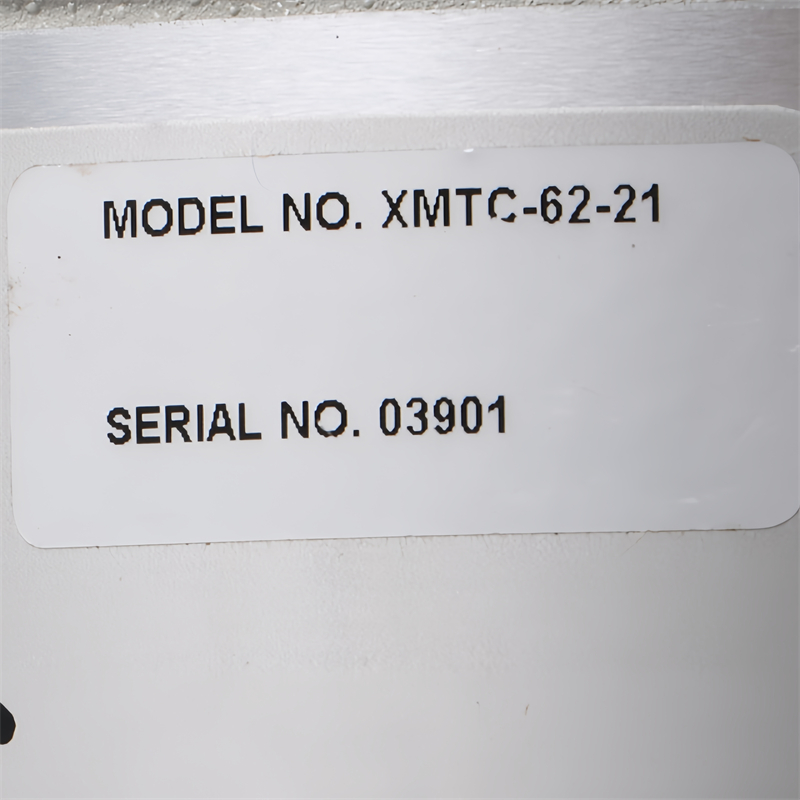 MODEL NO. XMTC-62-21
SERIAL NO. 03901